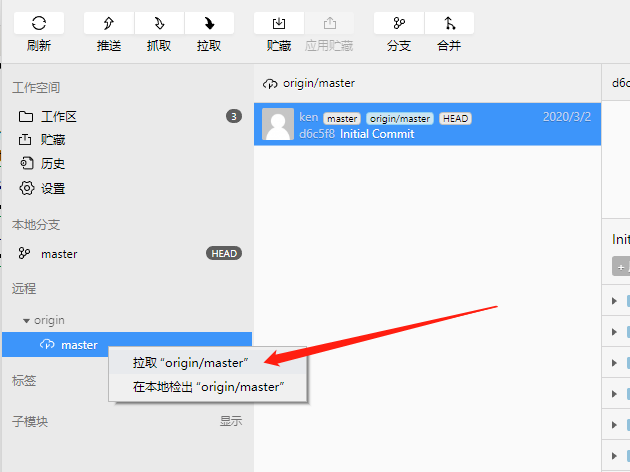 刷新 推送 抓取 拉取 贮藏 应用贮藏 分支 合并
工作空间
工作区 3
贮藏
历史
设置
本地分支
master HEAD
远程
origin
master
标签
子模块 显示
origin/master
ken master origin/master HEAD 2020/3/2
d6c5f8 Initial Commit
拉取 “origin/master”
在本地检出 “origin/master”